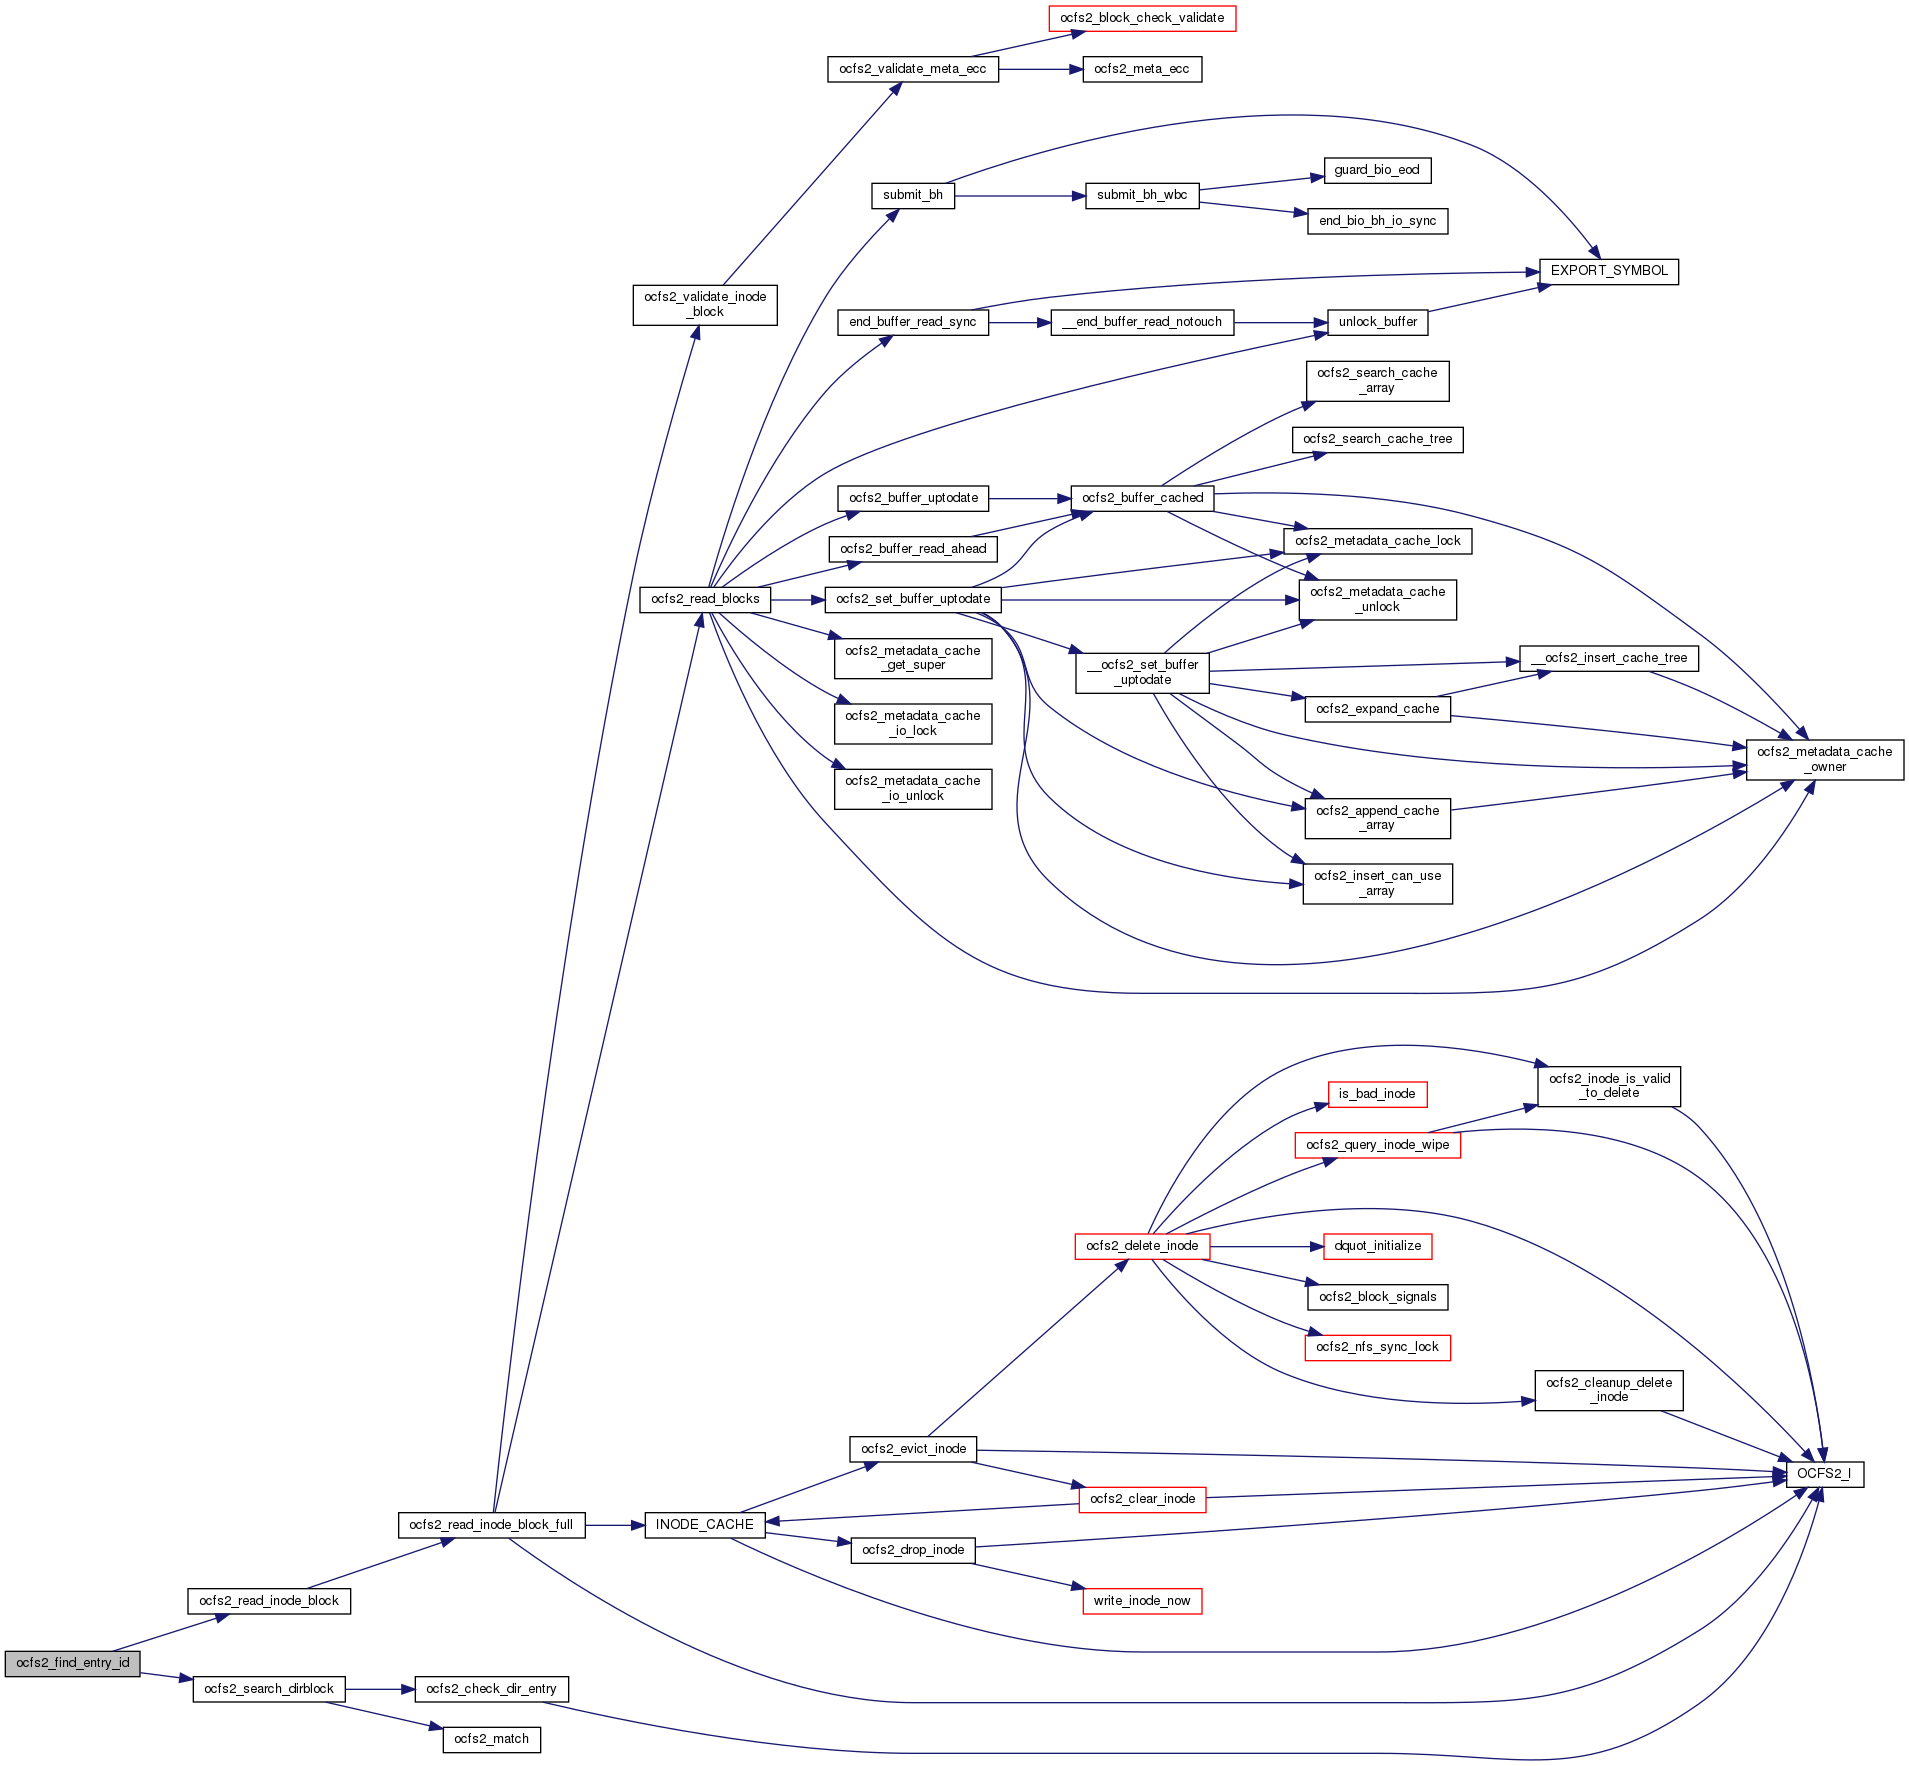 ocfs2_block_check_validate
ocfs2_validate_meta_ecc
ocfs2_meta_ecc
guard_bio_eod
submit_bh
submit_bh_wbc
end_bio_bh_io_sync
EXPORT_SYMBOL
ocfs2_validate_inode
_block
end_buffer_read_sync
__end_buffer_read_notouch
unlock_buffer
ocfs2_search_cache
_array
ocfs2_search_cache_tree
ocfs2_buffer_uptodate
ocfs2_buffer_cached
ocfs2_metadata_cache_lock
ocfs2_buffer_read_ahead
ocfs2_read_blocks
ocfs2_set_buffer_uptodate
ocfs2_metadata_cache
_unlock
ocfs2_metadata_cache
_get_super
__ocfs2_set_buffer
_uptodate
__ocfs2_insert_cache_tree
ocfs2_expand_cache
ocfs2_metadata_cache
_io_lock
ocfs2_metadata_cache
_owner
ocfs2_metadata_cache
_io_unlock
ocfs2_append_cache
_array
ocfs2_insert_can_use
_array
ocfs2_inode_is_valid
_to_delete
is_bad_inode
ocfs2_query_inode_wipe
ocfs2_delete_inode
dquot_initialize
ocfs2_block_signals
ocfs2_nfs_sync_lock
ocfs2_cleanup_delete
_inode
ocfs2_evict_inode
OCFS2_I
ocfs2_clear_inode
ocfs2_read_inode_block_full
INODE_CACHE
ocfs2_drop_inode
write_inode_now
ocfs2_read_inode_block
ocfs2_find_entry_id
ocfs2_search_dirblock
ocfs2_check_dir_entry
ocfs2_match